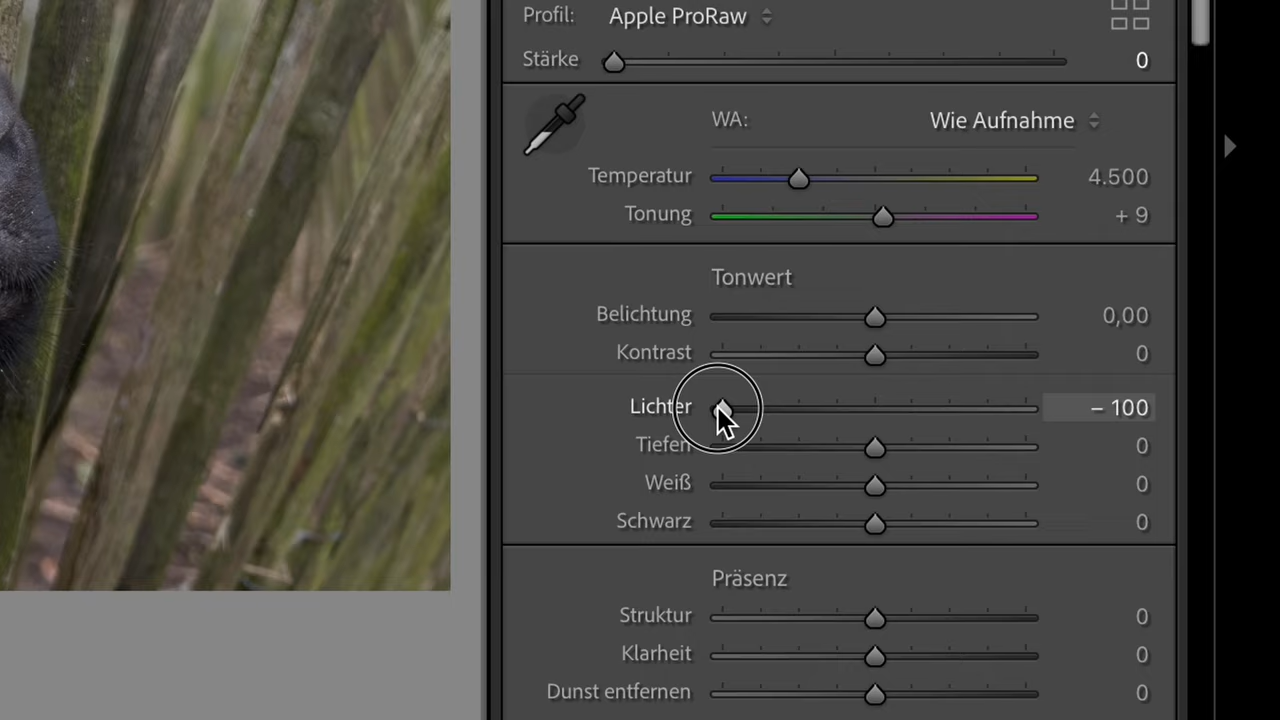 Profil: Apple ProRaw
Stärke 0
WA: Wie Aufnahme
Temperatur 4.500
Tonung + 9
Tonwert
Belichtung 0,00
Kontrast 0
Lichter – 100
Tiefen 0
Weiß 0
Schwarz 0
Präsenz
Struktur 0
Klarheit 0
Dunst entfernen 0